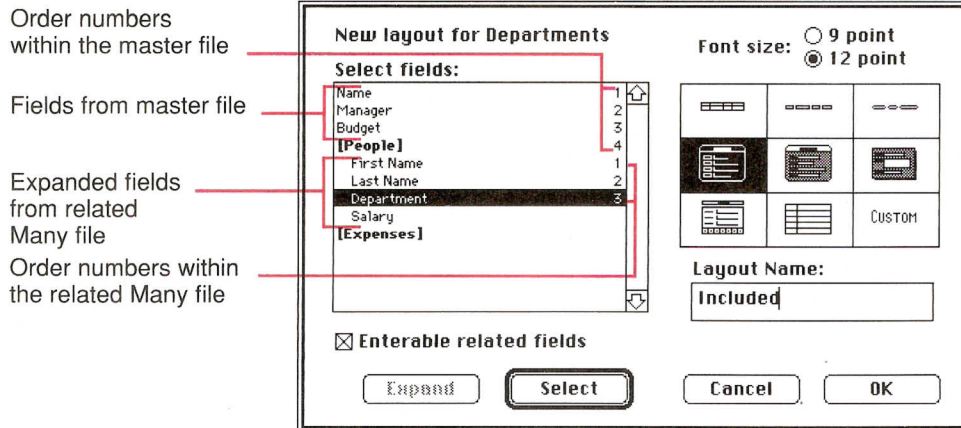 Order numbers
within the master file
Fields from master file
Expanded fields
from related
Many file
Order numbers within
the related Many file
New layout for Departments
Select fields:
Name 1
Manager 2
Budget 3
[People] 4
First Name 1
Last Name 2
Department 3
Salary
[Expenses]
Enterable related fields
Expand
Select
Font size:
9 point
12 point
CUSTOM
Layout Name:
Included
Cancel
OK